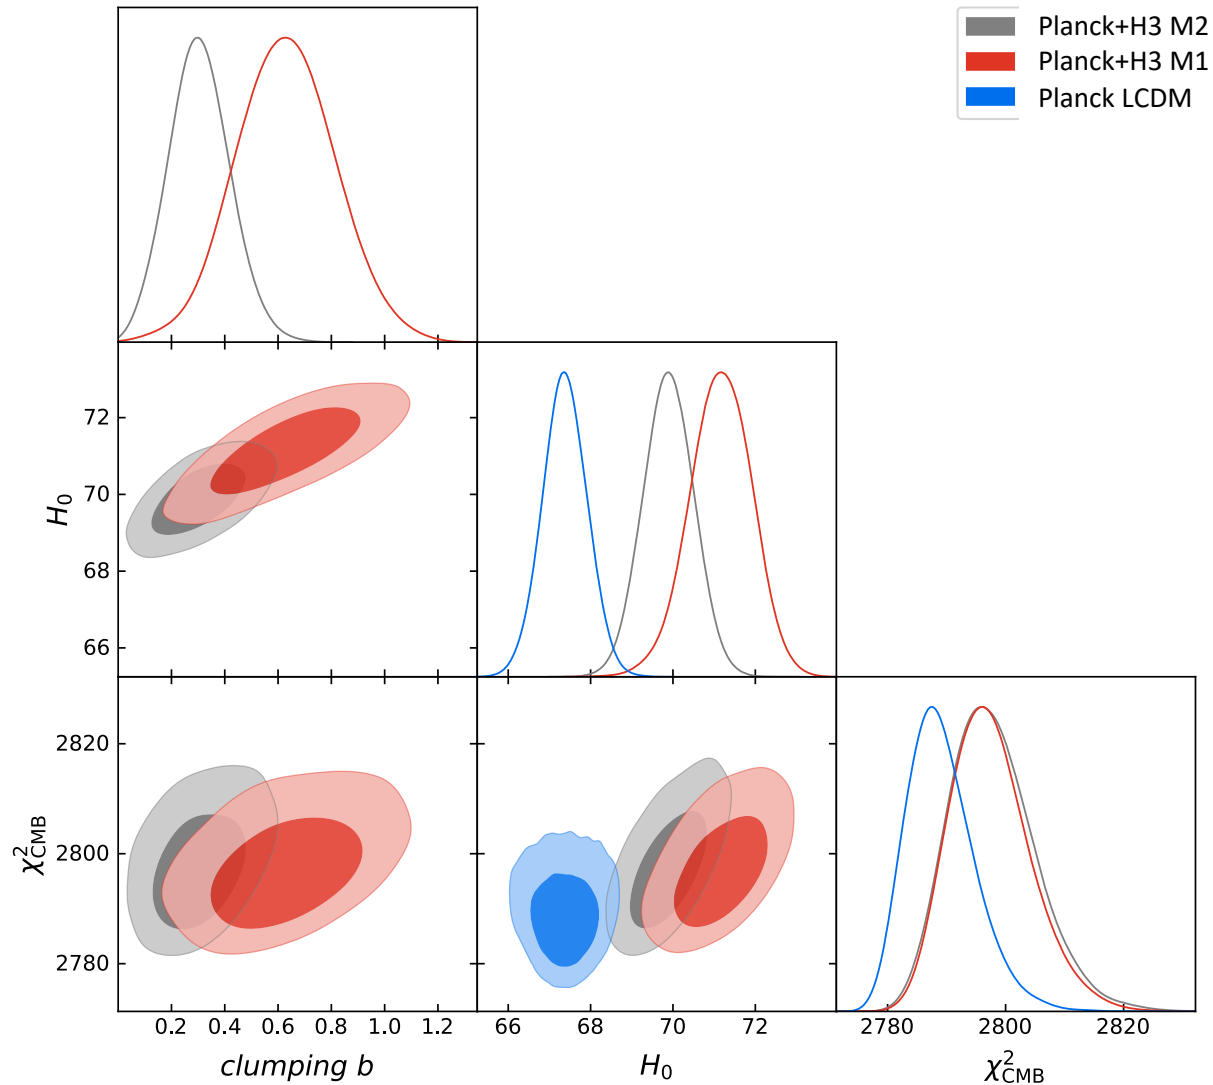 Planck+H3 M2
Planck+H3 M1
Planck LCDM
72
70
68
66
H₀
2820
2800
2780
χ²CMB
0.2 0.4 0.6 0.8 1.0 1.2
66 68 70 72
2780 2800 2820
clumping b
H₀
χ²CMB